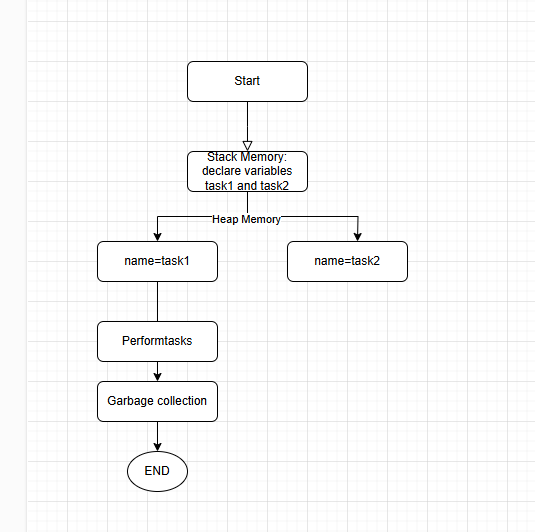 Start
Stack Memory:
declare variables
task1 and task2
Heap Memory
name=task1
name=task2
Performtasks
Garbage collection
END